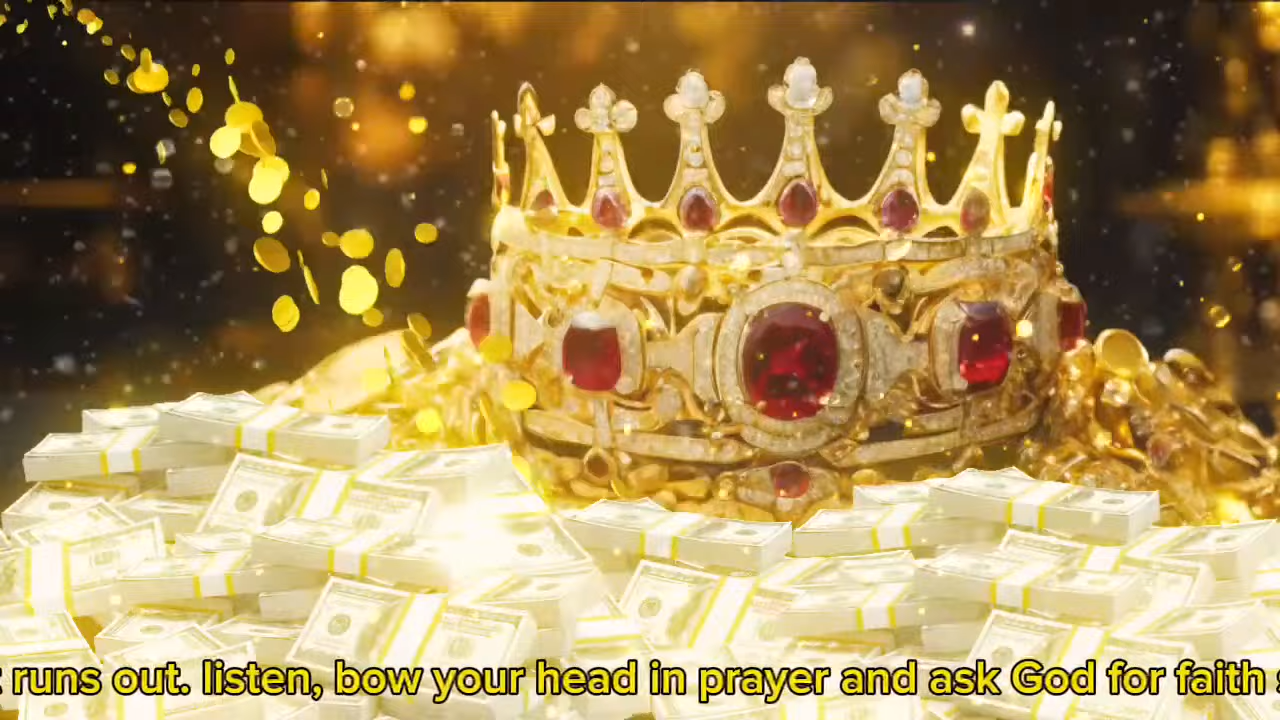 runs out. listen, bow your head in prayer and ask God for faith